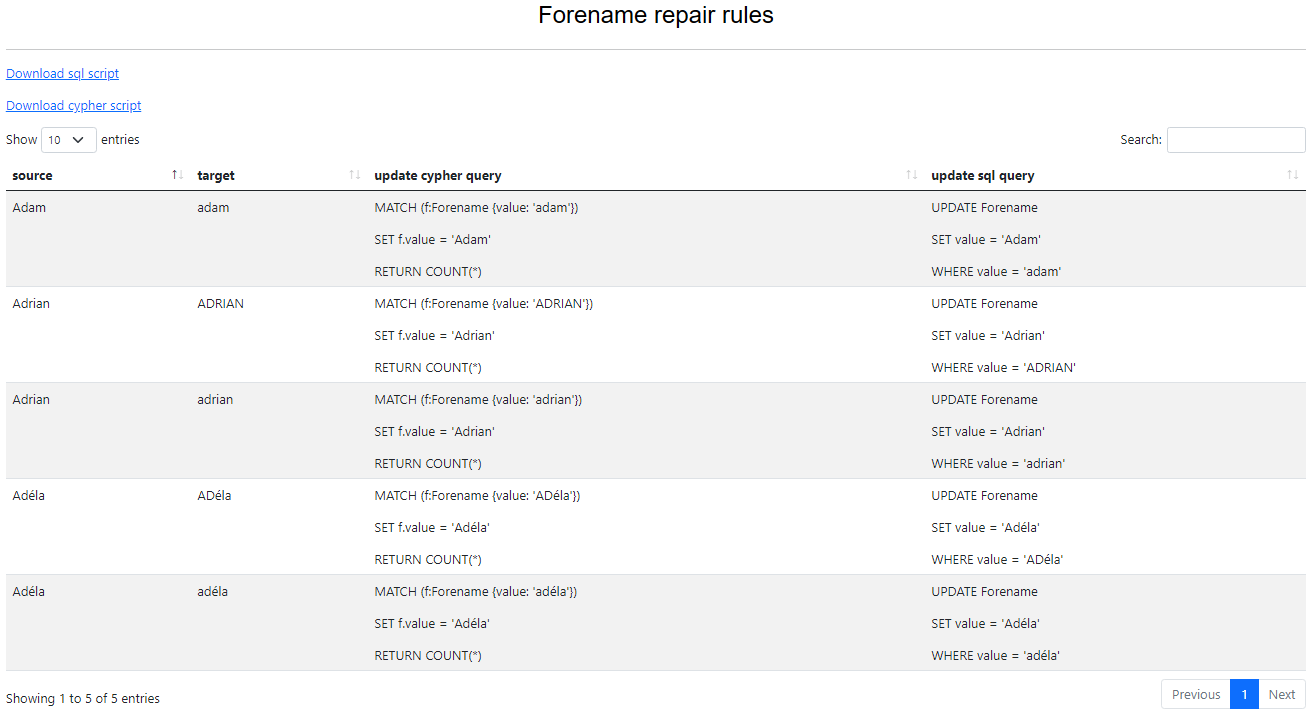 Forename repair rules
Download sql script
Download cypher script
Show 10 entries Search:
source target update cypher query update sql query
Adam adam MATCH (f:Forename {value: 'adam'}) UPDATE Forename
SET f.value = 'Adam' SET value = 'Adam'
RETURN COUNT(*) WHERE value = 'adam'
Adrian ADRIAN MATCH (f:Forename {value: 'ADRIAN'}) UPDATE Forename
SET f.value = 'Adrian' SET value = 'Adrian'
RETURN COUNT(*) WHERE value = 'ADRIAN'
Adrian adrian MATCH (f:Forename {value: 'adrian'}) UPDATE Forename
SET f.value = 'Adrian' SET value = 'Adrian'
RETURN COUNT(*) WHERE value = 'adrian'
Adéla ADéla MATCH (f:Forename {value: 'ADéla'}) UPDATE Forename
SET f.value = 'Adéla' SET value = 'Adéla'
RETURN COUNT(*) WHERE value = 'ADéla'
Adéla adéla MATCH (f:Forename {value: 'adéla'}) UPDATE Forename
SET f.value = 'Adéla' SET value = 'Adéla'
RETURN COUNT(*) WHERE value = 'adéla'
Showing 1 to 5 of 5 entries Previous 1 Next